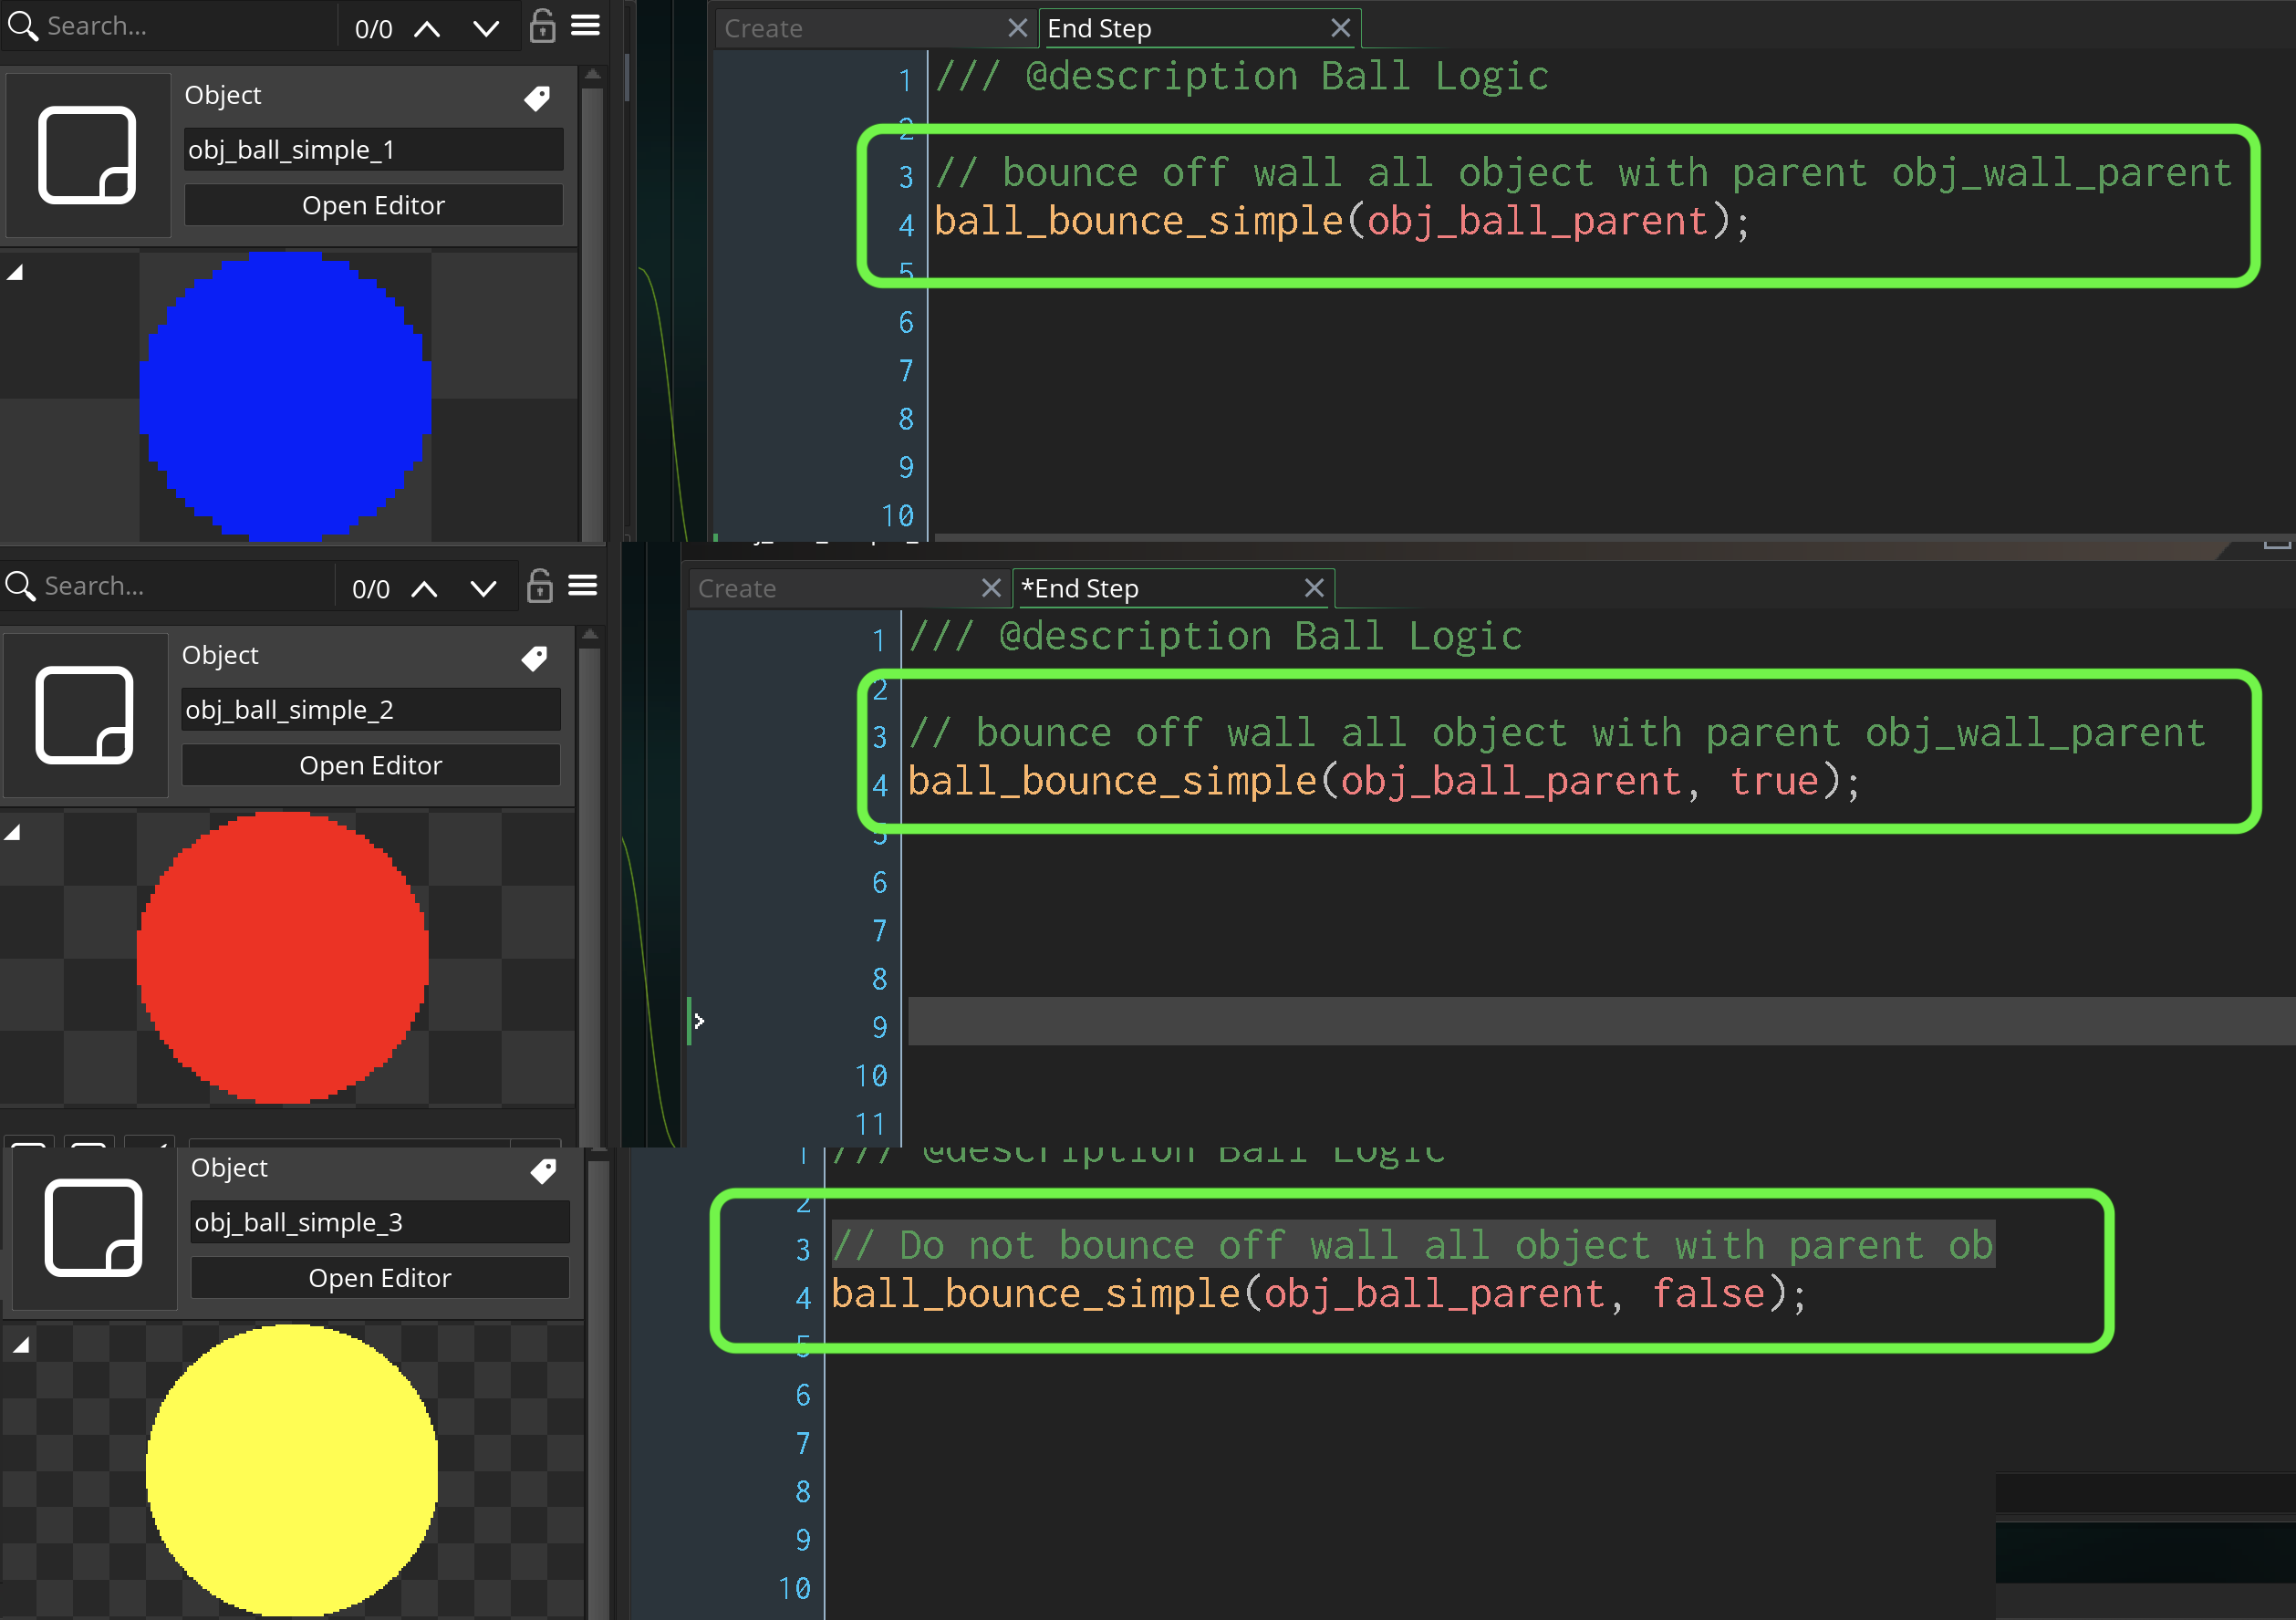 Search...
0/0
Object
obj_ball_simple_1
Open Editor
Create
End Step
1 /// @description Ball Logic
2
3 // bounce off wall all object with parent obj_wall_parent
4 ball_bounce_simple(obj_ball_parent);
5
6
7
8
9
10
Search...
0/0
Object
obj_ball_simple_2
Open Editor
Create
*End Step
1 /// @description Ball Logic
2
3 // bounce off wall all object with parent obj_wall_parent
4 ball_bounce_simple(obj_ball_parent, true);
5
6
7
8
9
10
11
Object
obj_ball_simple_3
Open Editor
1 /// @description Ball Logic
2
3 // Do not bounce off wall all object with parent ob
4 ball_bounce_simple(obj_ball_parent, false);
5
6
7
8
9
10